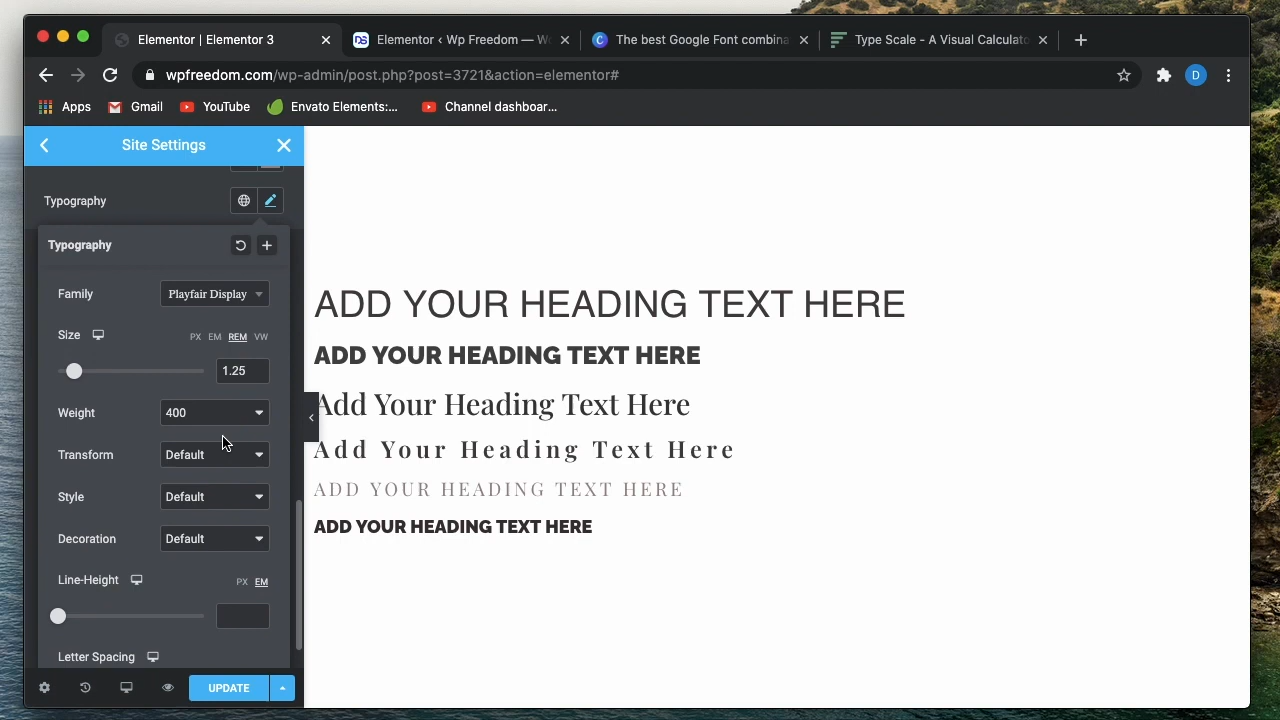 Elementor | Elementor 3
Elementor ‹ Wp Freedom — W
The best Google Font combina
Type Scale - A Visual Calculato
wpfreedom.com/wp-admin/post.php?post=3721&action=elementor#
D
Apps
Gmail
YouTube
Envato Elements:...
Channel dashboar...
Site Settings
Typography
Typography
Family
Playfair Display
Size
PX EM REM VW
1.25
Weight
400
Transform
Default
Style
Default
Decoration
Default
Line-Height
PX EM
Letter Spacing
UPDATE
ADD YOUR HEADING TEXT HERE
ADD YOUR HEADING TEXT HERE
Add Your Heading Text Here
Add Your Heading Text Here
ADD YOUR HEADING TEXT HERE
ADD YOUR HEADING TEXT HERE